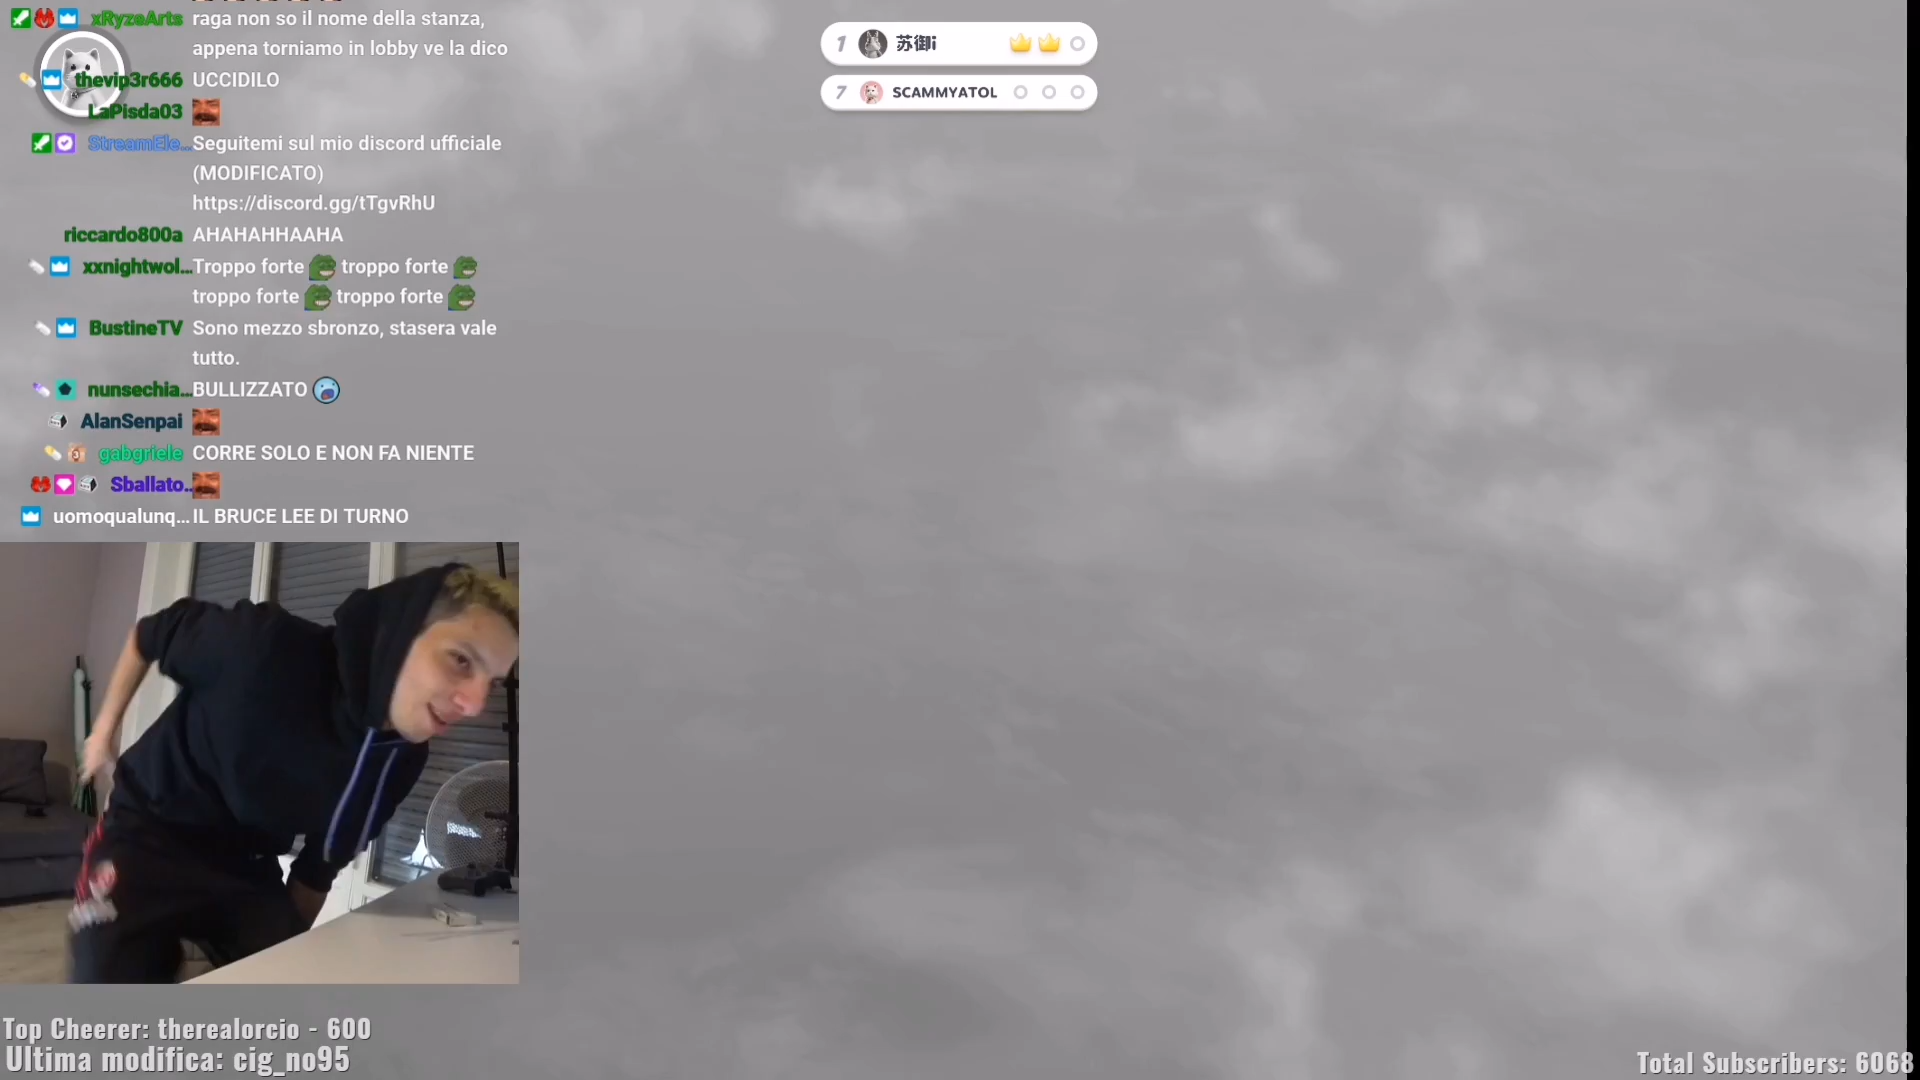 xRyzeArts raga non so il nome della stanza,
appena torniamo in lobby ve la dico
thevip3r666 UCCIDILO
LaPisda03
StreamEle... Seguitemi sul mio discord ufficiale
(MODIFICATO)
https://discord.gg/tTgvRhU
riccardo800a AHAHAHHAAHA
xxnightwol... Troppo forte troppo forte
troppo forte troppo forte
BustineTV Sono mezzo sbronzo, stasera vale
tutto.
nunsechia... BULLIZZATO
AlanSenpai
gabgriele CORRE SOLO E NON FA NIENTE
Sballato...
uomoqualunq... IL BRUCE LEE DI TURNO
1 苏御i
7 SCAMMYATOL
Top Cheerer: therealorcio - 600
Ultima modifica: cig_no95
Total Subscribers: 6068